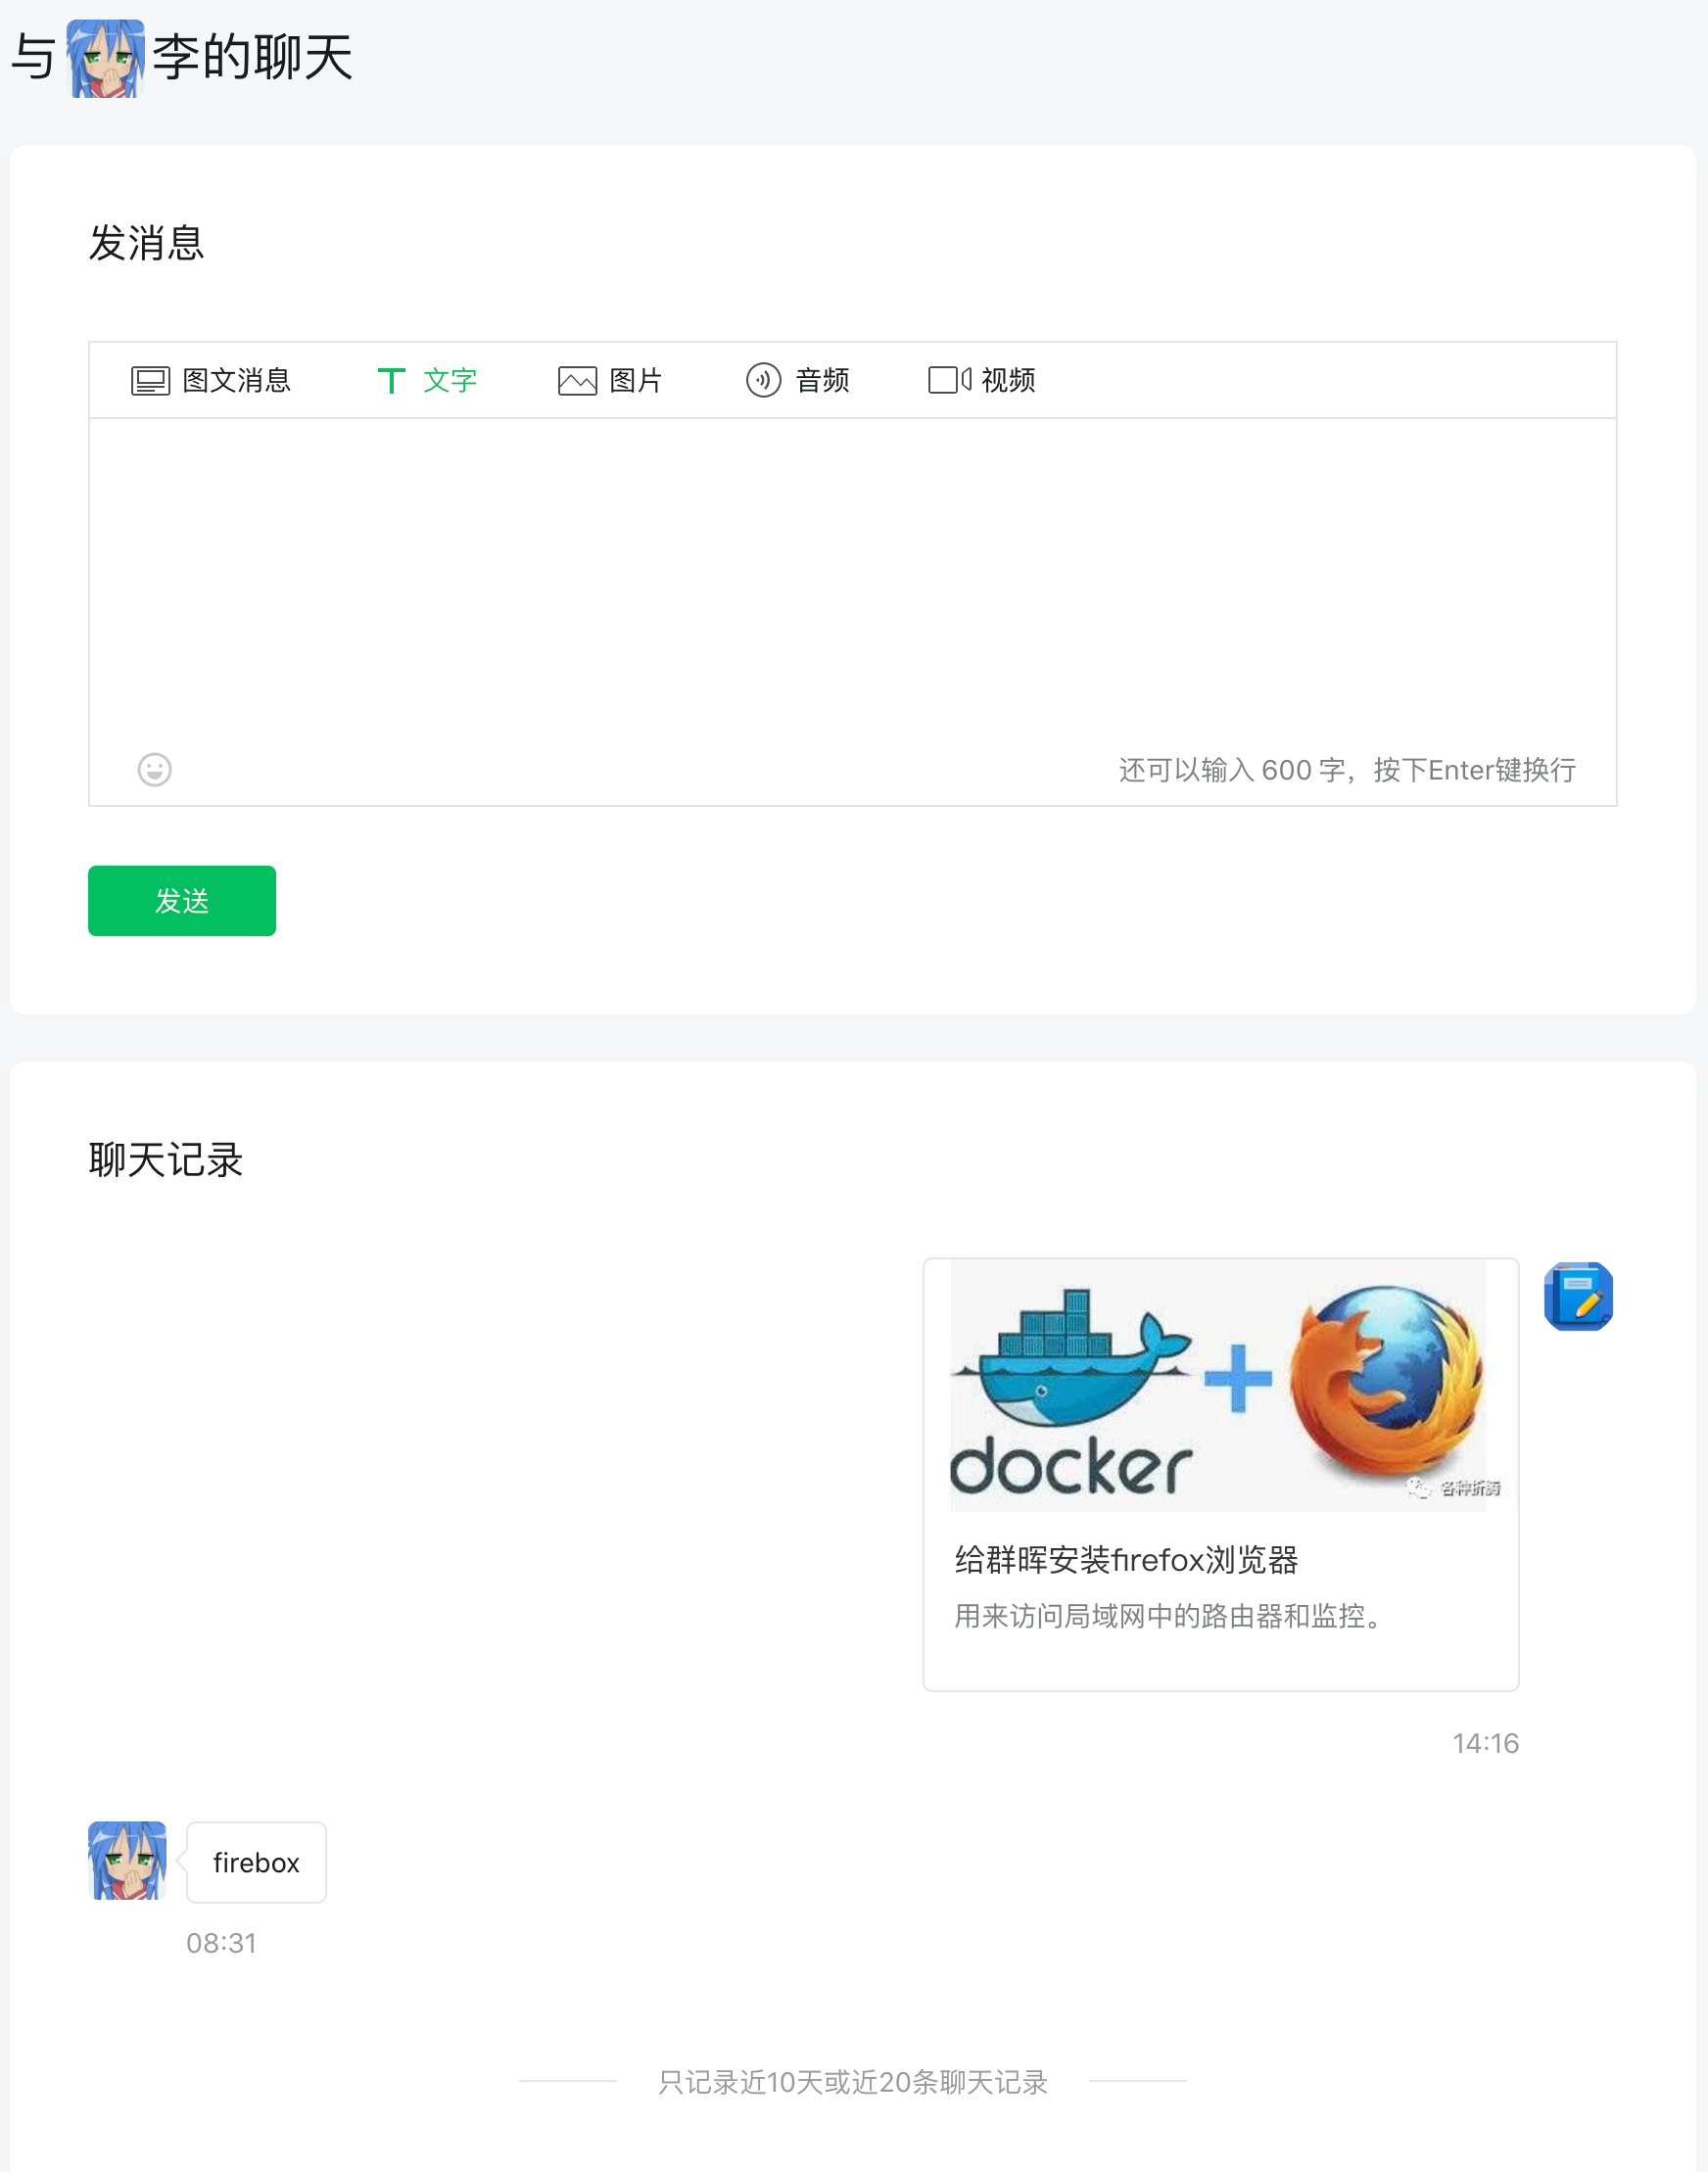 与李的聊天
发消息
图文消息 文字 图片 音频 视频
还可以输入 600 字，按下Enter键换行
发送
聊天记录
docker
各种折腾
给群晖安装firefox浏览器
用来访问局域网中的路由器和监控。
14:16
firebox
08:31
只记录近10天或近20条聊天记录